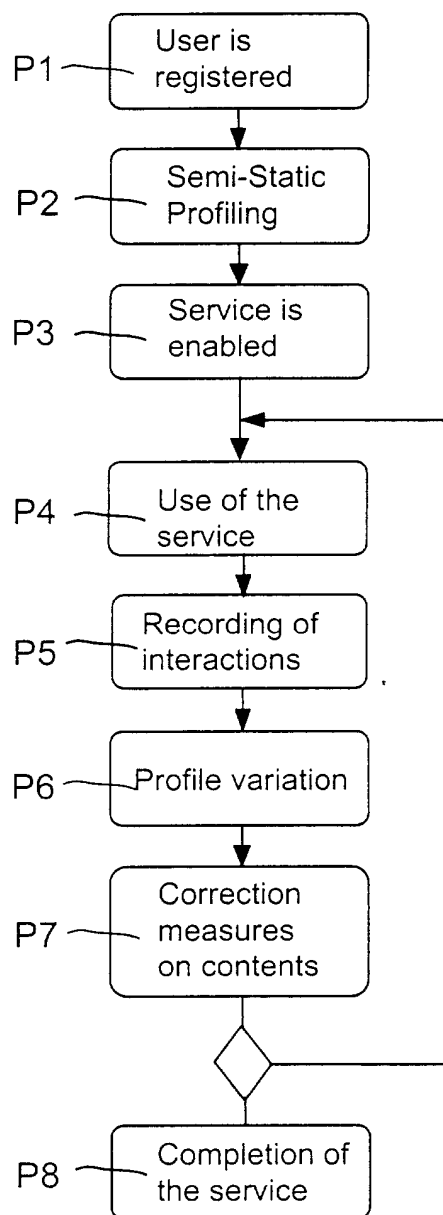 P1
User is
registered
P2
Semi-Static
Profiling
P3
Service is
enabled
P4
Use of the
service
P5
Recording of
interactions
P6
Profile variation
P7
Correction
measures
on contents
P8
Completion of
the service